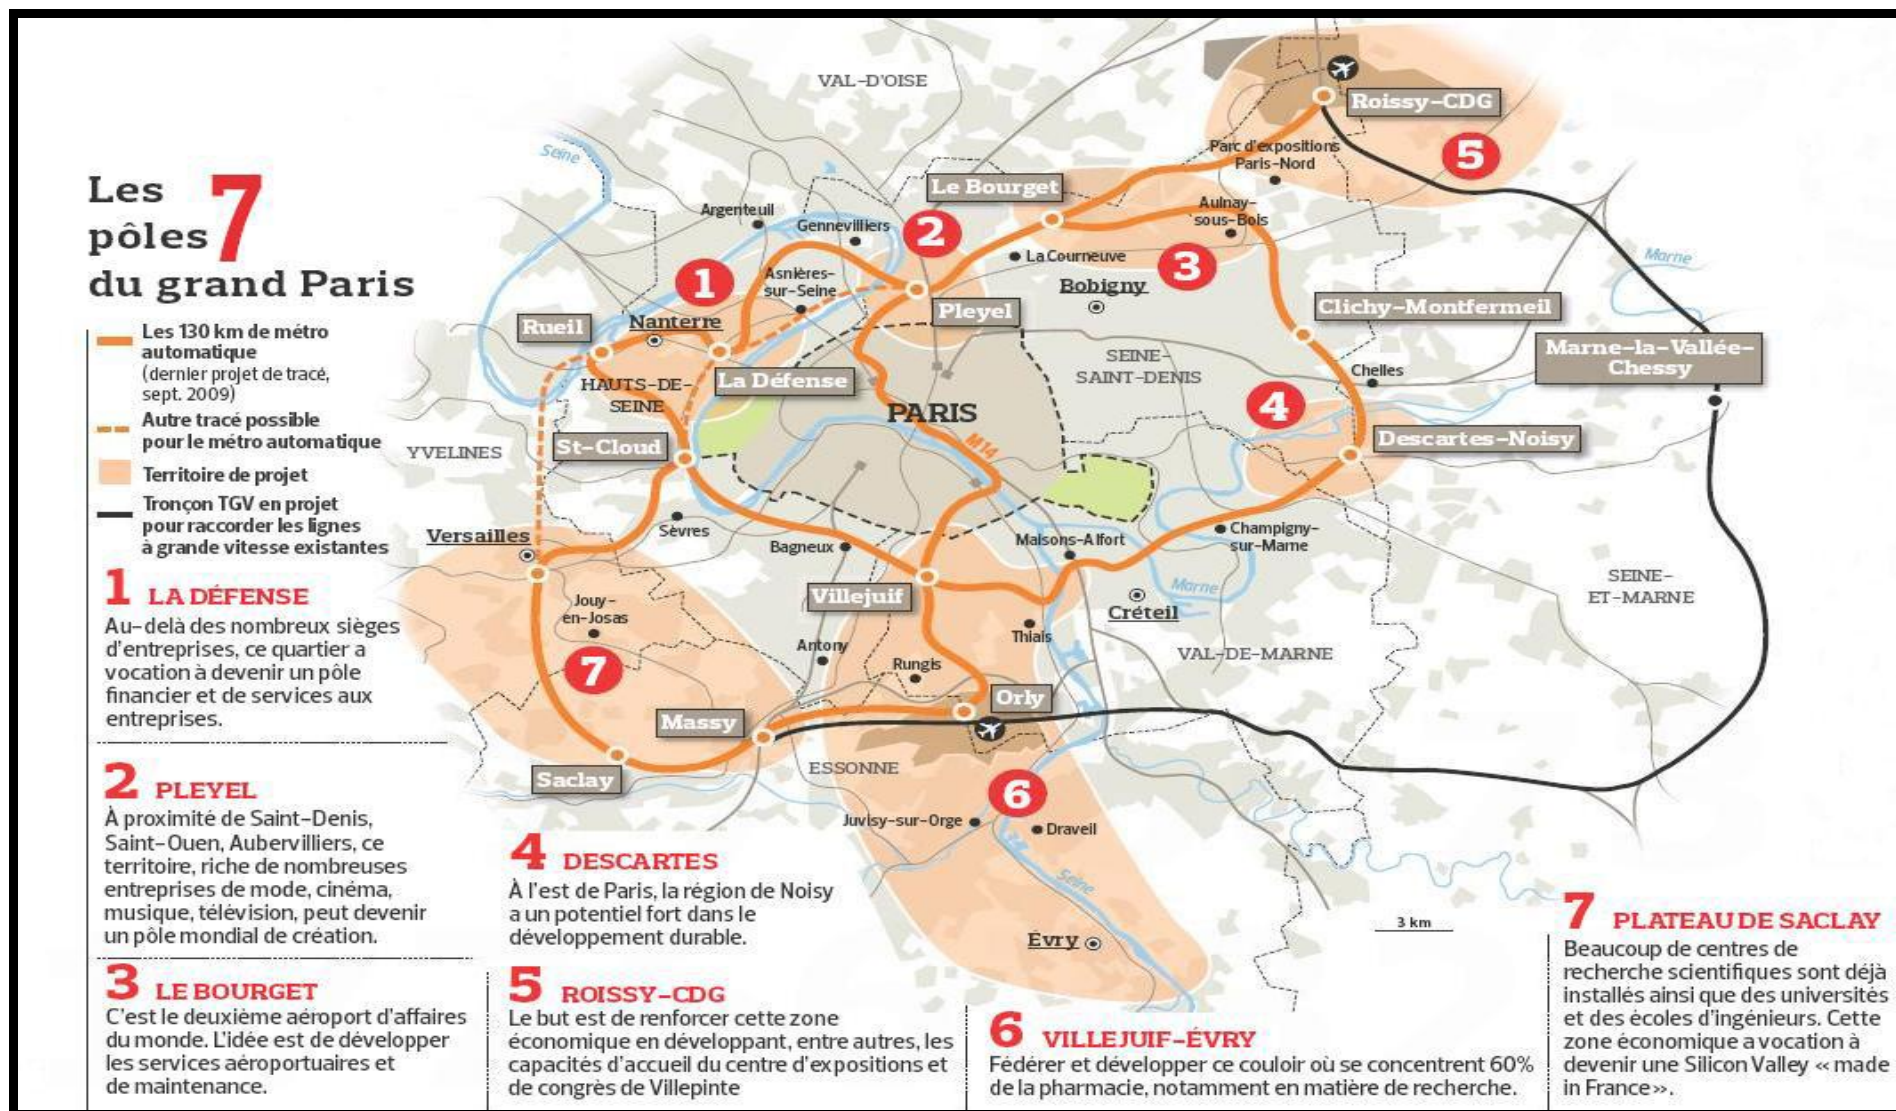 Les 7
pôles
du grand Paris
Les 130 km de métro
automatique
(dernier projet de tracé,
sept. 2009)
Autre tracé possible
pour le métro automatique
Territoire de projet
Tronçon TGV en projet
pour raccorder les lignes
à grande vitesse existantes
1 LA DÉFENSE
Au-delà des nombreux sièges
d'entreprises, ce quartier a
vocation à devenir un pôle
financier et de services aux
entreprises.
2 PLEYEL
À proximité de Saint-Denis,
Saint-Ouen, Aubervilliers, ce
territoire, riche de nombreuses
entreprises de mode, cinéma,
musique, télévision, peut devenir
un pôle mondial de création.
3 LE BOURGET
C'est le deuxième aéroport d'affaires
du monde. L'idée est de développer
les services aéroportuaires et
de maintenance.
4 DESCARTES
À l'est de Paris, la région de Noisy
a un potentiel fort dans le
développement durable.
5 ROISSY-CDG
Le but est de renforcer cette zone
économique en développant, entre autres, les
capacités d'accueil du centre d'expositions et
de congrès de Villepinte
6 VILLEJUIF-ÉVRY
Fédérer et développer ce couloir où se concentrent 60%
de la pharmacie, notamment en matière de recherche.
7 PLATEAU DE SACLAY
Beaucoup de centres de
recherche scientifiques sont déjà
installés ainsi que des universités
et des écoles d'ingénieurs. Cette
zone économique a vocation à
devenir une Silicon Valley « made
in France ».
VAL-D'OISE
Seine
Roissy-CDG
5
Parc d'expositions
Paris-Nord
Le Bourget
Argenteuil
Gennevilliers
2
Aulnay-
sous-Bois
La Courneuve
3
Marne
1
Asnières-
sur-Seine
Bobigny
Rueil
Nanterre
Pleyel
Clichy-Montfermeil
Marne-la-Vallée-
Chessy
HAUTS-DE-
SEINE
La Défense
SEINE-
SAINT-DENIS
Chelles
PARIS
4
M14
YVELINES
St-Cloud
Descartes-Noisy
Versailles
Sèvres
Bagneux
Maisons-Alfort
Champigny-
sur-Marne
Marne
SEINE-
ET-MARNE
Jouy-
en-Josas
Villejuif
Créteil
Thiais
7
Antony
Rungis
VAL-DE-MARNE
Massy
Orly
Saclay
ESSONNE
6
Juvisy-sur-Orge
Draveil
Seine
Évry
3 km